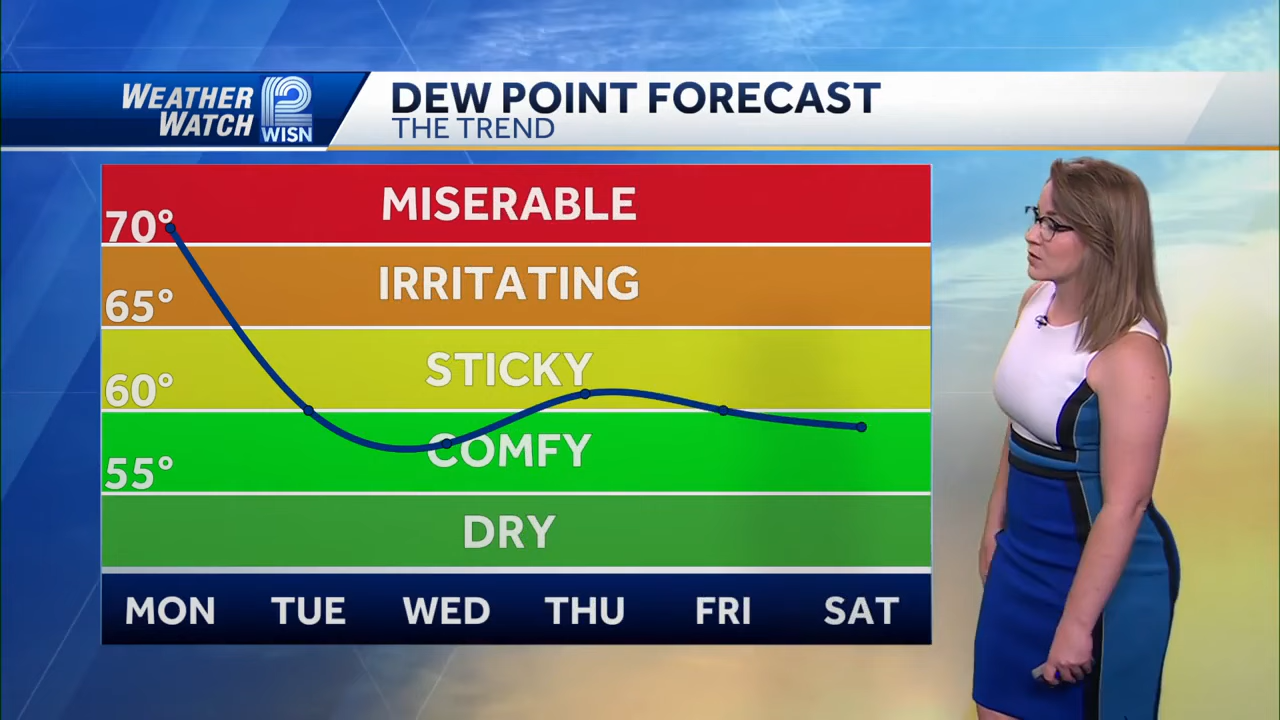 WEATHER
WATCH
12
WISN
DEW POINT FORECAST
THE TREND
MISERABLE
70°
IRRITATING
65°
STICKY
60°
COMFY
55°
DRY
MON TUE WED THU FRI SAT